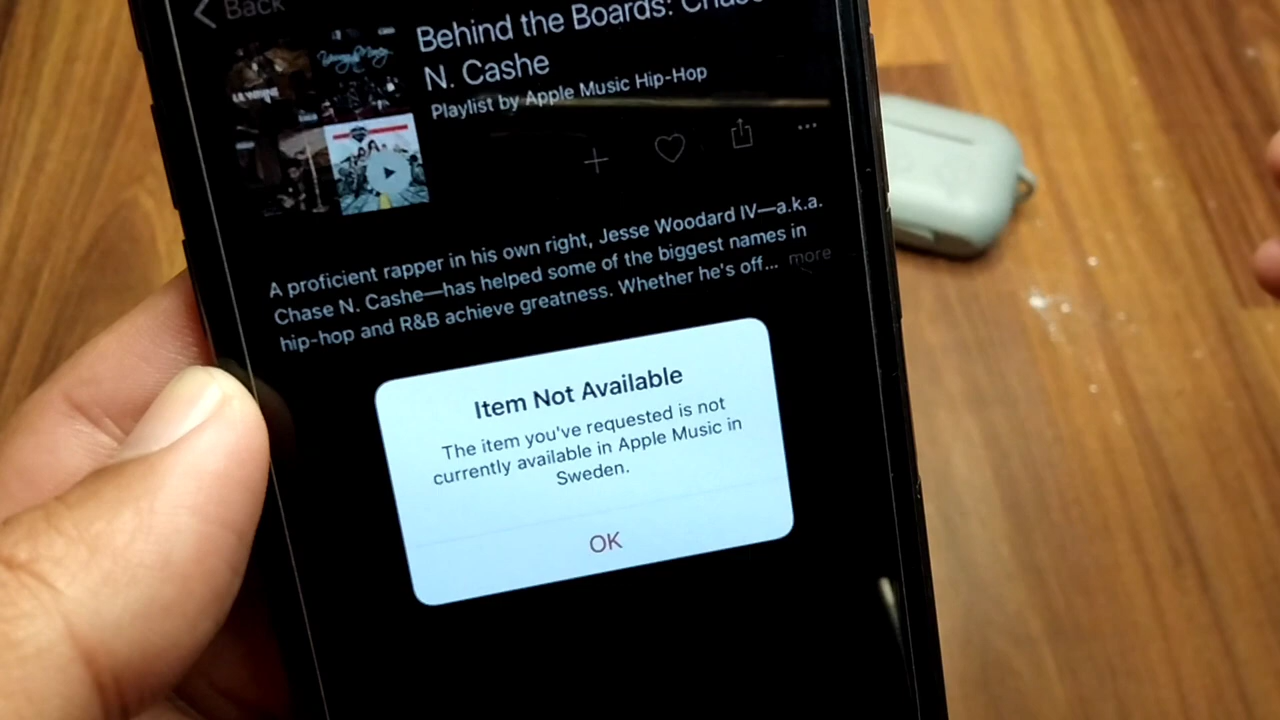 Back
Behind the Boards: Chase
N. Cashe
Playlist by Apple Music Hip-Hop
A proficient rapper in his own right, Jesse Woodard IV—a.k.a.
Chase N. Cashe—has helped some of the biggest names in
hip-hop and R&B achieve greatness. Whether he's off... more
Item Not Available
The item you've requested is not
currently available in Apple Music in
Sweden.
OK